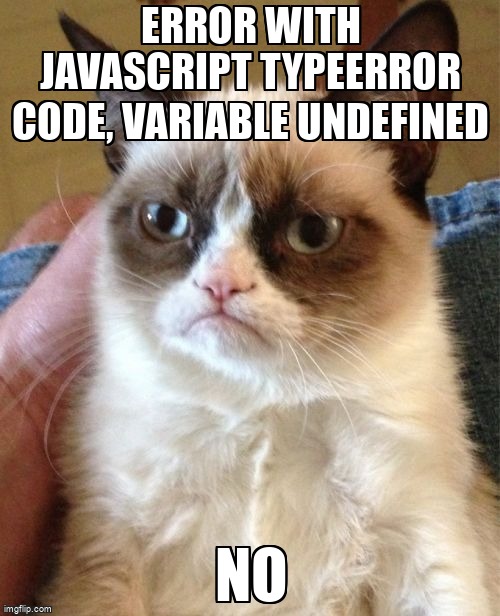 ERROR WITH
JAVASCRIPT TYPEERROR
CODE, VARIABLE UNDEFINED
NO
imgflip.com